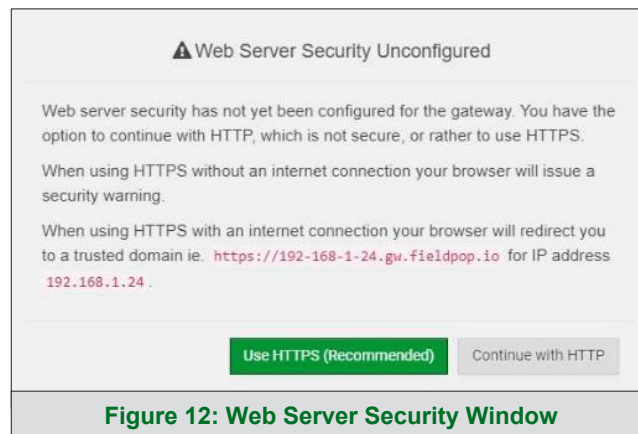 Web Server Security Unconfigured
Web server security has not yet been configured for the gateway. You have the
option to continue with HTTP, which is not secure, or rather to use HTTPS.
When using HTTPS without an internet connection your browser will issue a
security warning.
When using HTTPS with an internet connection your browser will redirect you
to a trusted domain ie. https://192-168-1-24.gw.fieldpop.io for IP address
192.168.1.24 .
Use HTTPS (Recommended)
Continue with HTTP
Figure 12: Web Server Security Window